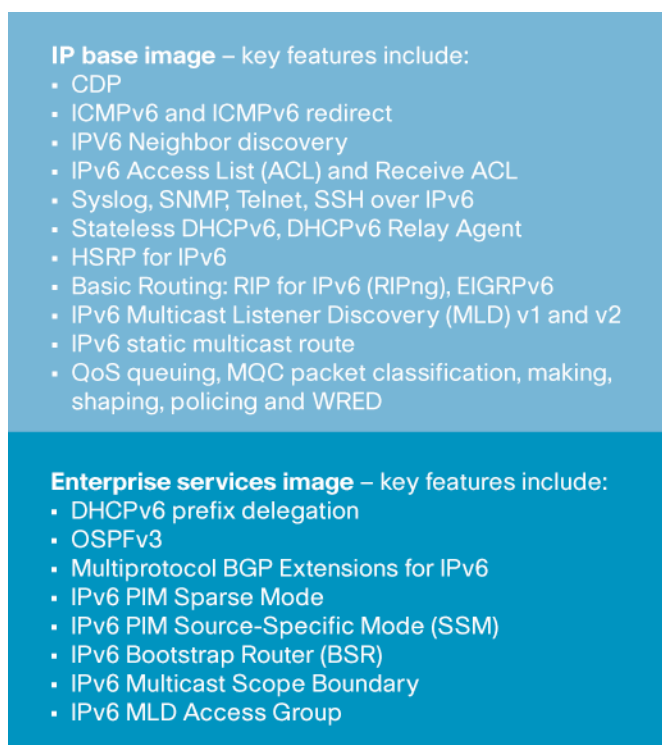 IP base image – key features include:
▪ CDP
▪ ICMPv6 and ICMPv6 redirect
▪ IPV6 Neighbor discovery
▪ IPv6 Access List (ACL) and Receive ACL
▪ Syslog, SNMP, Telnet, SSH over IPv6
▪ Stateless DHCPv6, DHCPv6 Relay Agent
▪ HSRP for IPv6
▪ Basic Routing: RIP for IPv6 (RIPng), EIGRPv6
▪ IPv6 Multicast Listener Discovery (MLD) v1 and v2
▪ IPv6 static multicast route
▪ QoS queuing, MQC packet classification, making,
shaping, policing and WRED
Enterprise services image – key features include:
▪ DHCPv6 prefix delegation
▪ OSPFv3
▪ Multiprotocol BGP Extensions for IPv6
▪ IPv6 PIM Sparse Mode
▪ IPv6 PIM Source-Specific Mode (SSM)
▪ IPv6 Bootstrap Router (BSR)
▪ IPv6 Multicast Scope Boundary
▪ IPv6 MLD Access Group